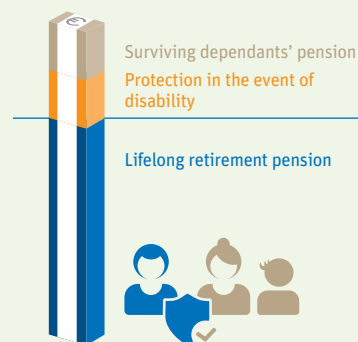 €
Surviving dependants’ pension
Protection in the event of
disability
Lifelong retirement pension